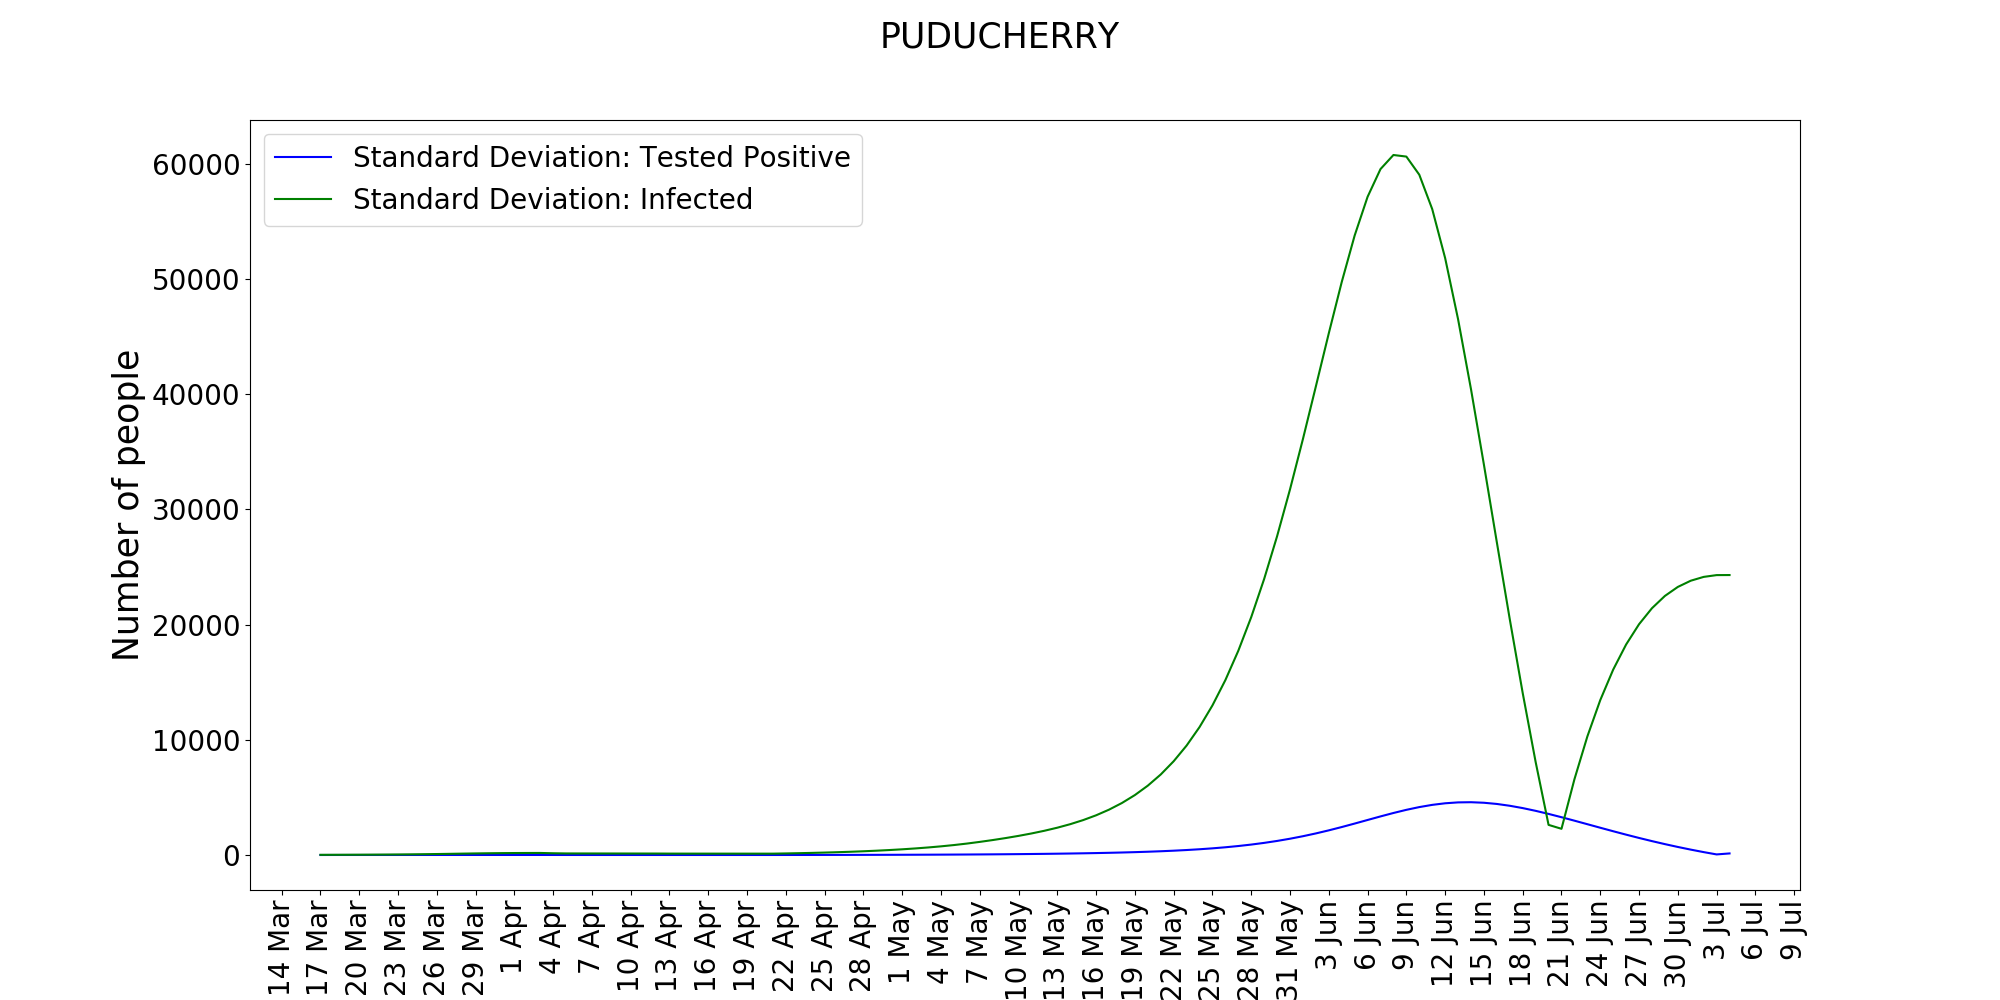 PUDUCHERRY
Standard Deviation: Tested Positive
Standard Deviation: Infected
Number of people
60000
50000
40000
30000
20000
10000
0
14 Mar
17 Mar
20 Mar
23 Mar
26 Mar
29 Mar
1 Apr
4 Apr
7 Apr
10 Apr
13 Apr
16 Apr
19 Apr
22 Apr
25 Apr
28 Apr
1 May
4 May
7 May
10 May
13 May
16 May
19 May
22 May
25 May
28 May
31 May
3 Jun
6 Jun
9 Jun
12 Jun
15 Jun
18 Jun
21 Jun
24 Jun
27 Jun
30 Jun
3 Jul
6 Jul
9 Jul